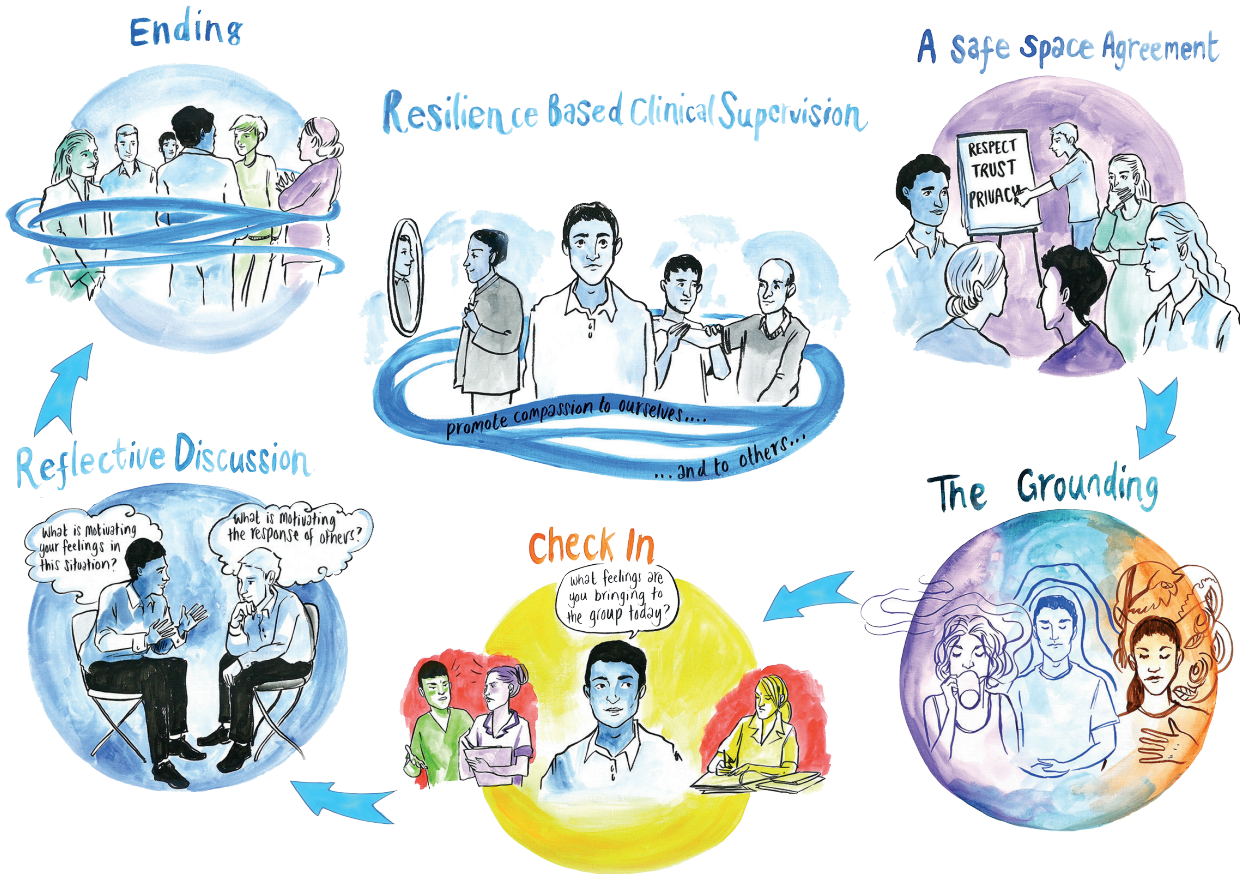 Ending
A Safe Space Agreement
Resilience Based Clinical Supervision
RESPECT
TRUST
PRIVACY
promote compassion to ourselves....
...and to others...
Reflective Discussion
What is motivating
your feelings in
this situation?
What is motivating
the response of others?
The Grounding
Check In
What feelings are
you bringing to
the group today?